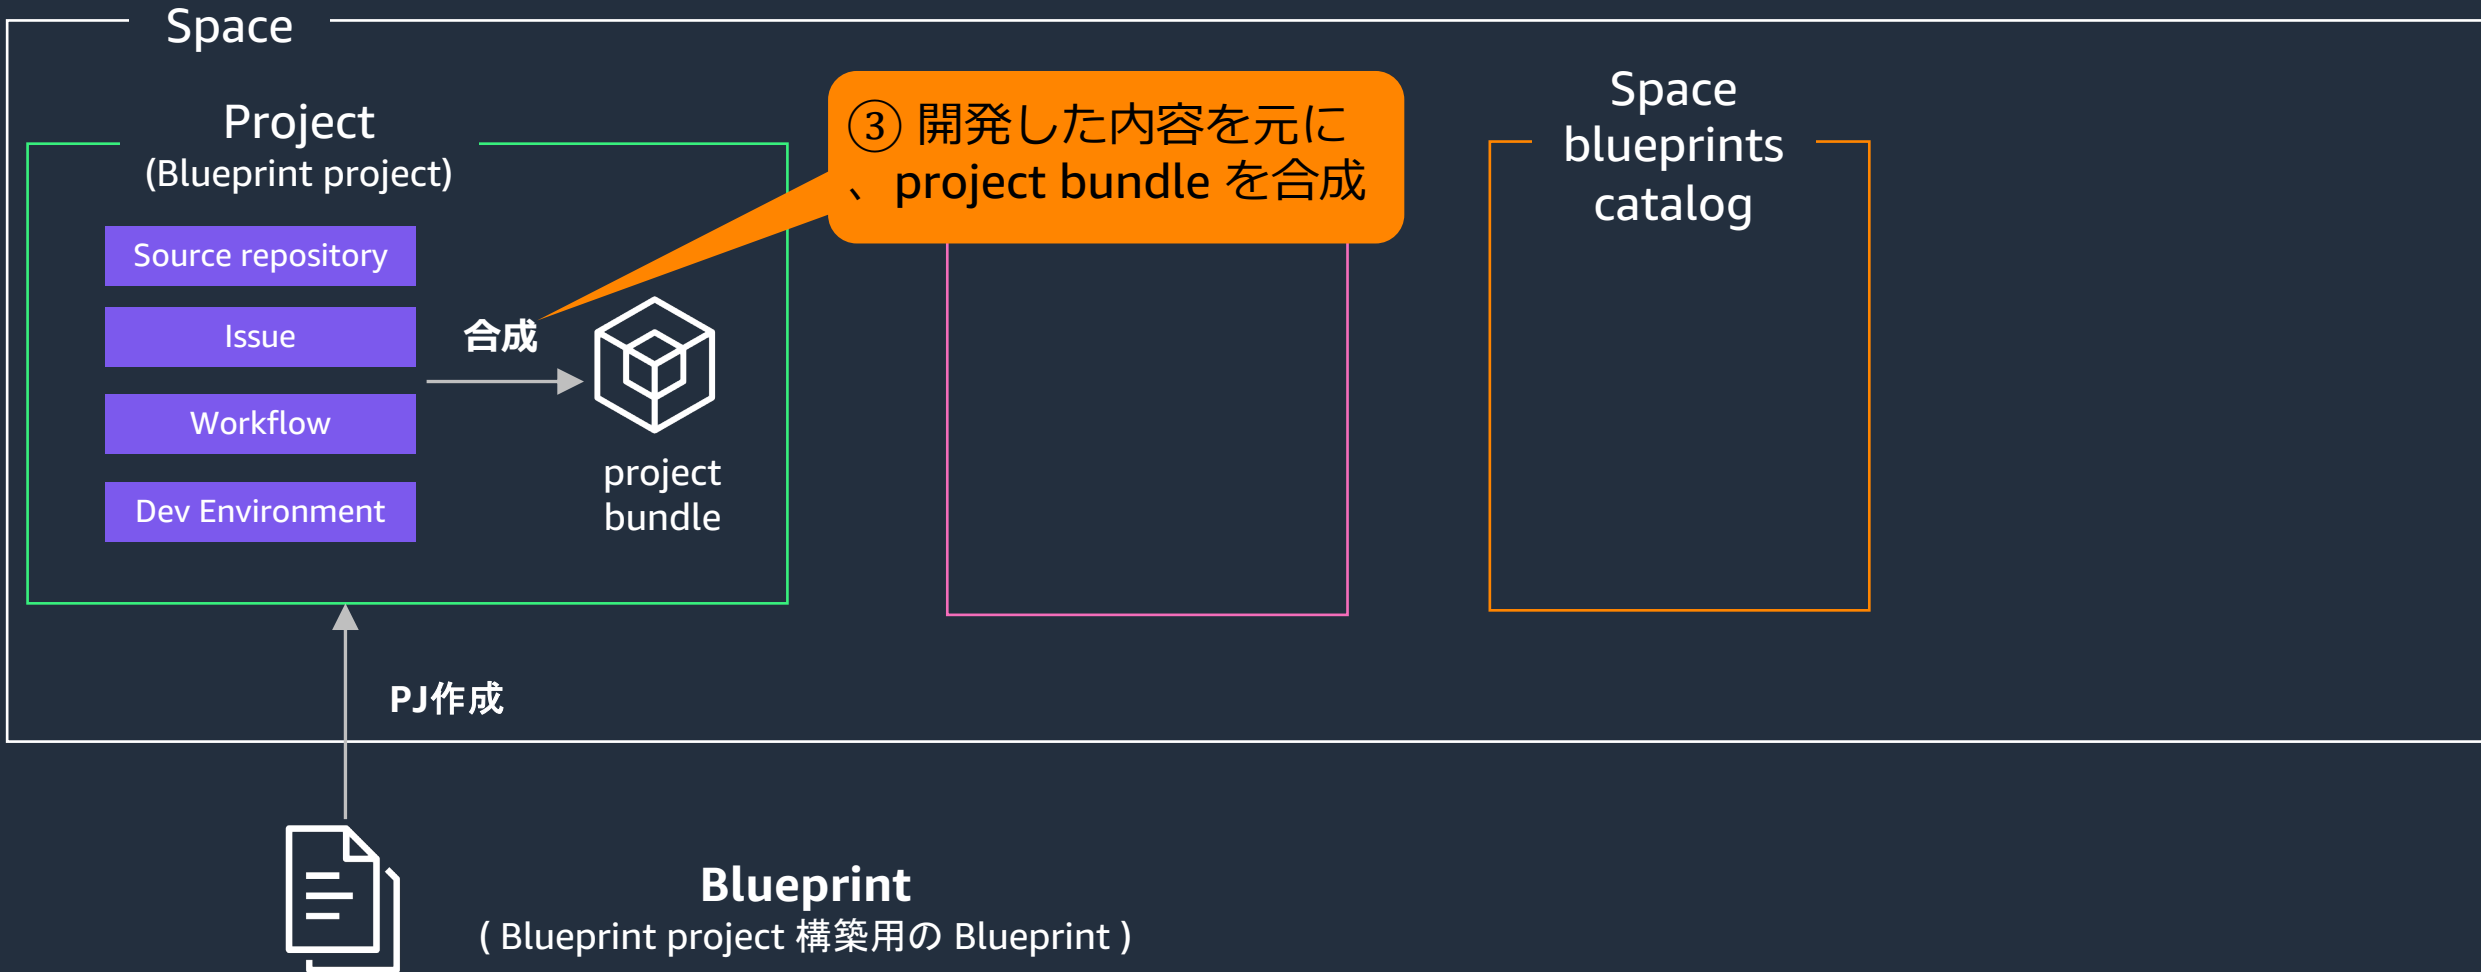 Space
Project
(Blueprint project)
Source repository
Issue
Workflow
Dev Environment
合成
project
bundle
③ 開発した内容を元に
、project bundle を合成
Space
blueprints
catalog
PJ作成
Blueprint
( Blueprint project 構築用の Blueprint )